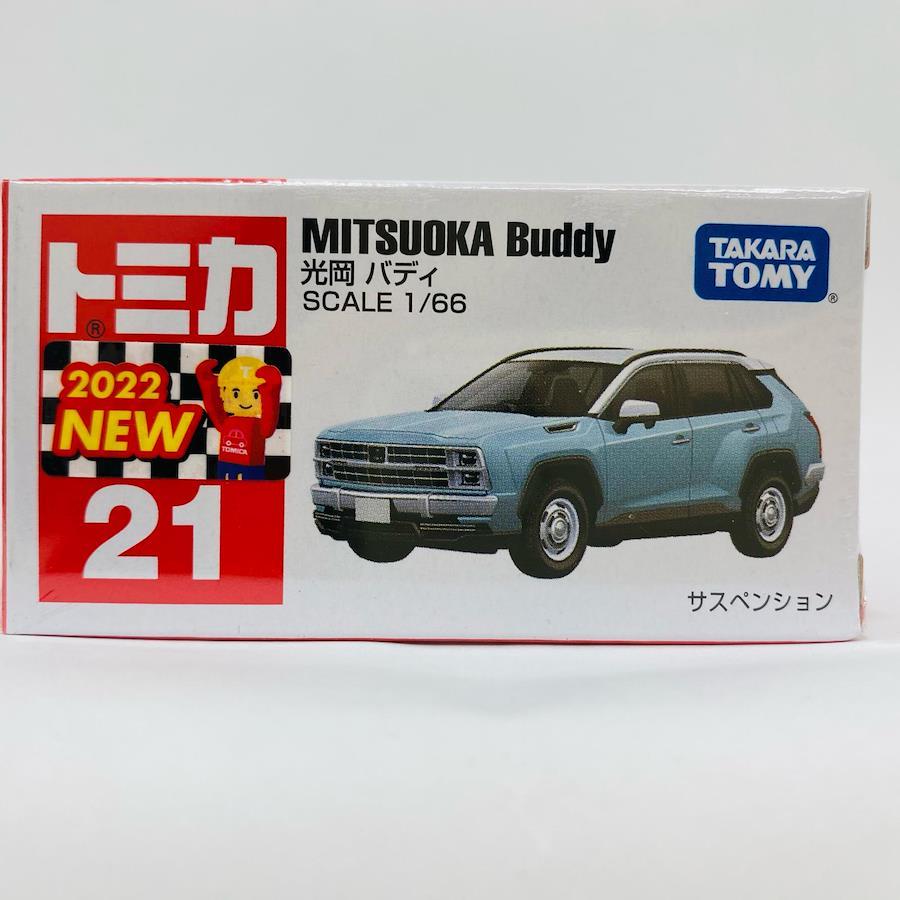 トミカ
®
2022
NEW
T
TOMICA
21
MITSUOKA Buddy
光岡 バディ
SCALE 1/66
TAKARA
TOMY
®
サスペンション